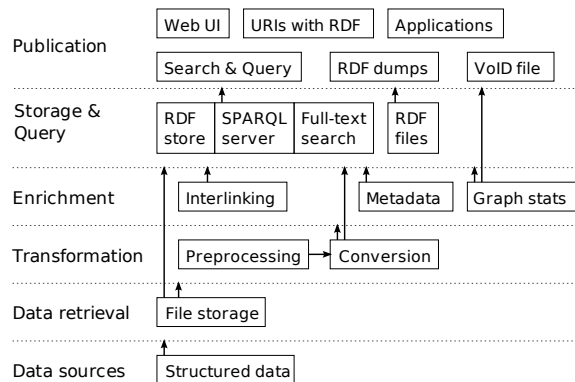 Publication
Web UI
URIs with RDF
Applications
Search & Query
RDF dumps
VoID file
Storage &
Query
RDF
store
SPARQL
server
Full-text
search
RDF
files
Enrichment
Interlinking
Metadata
Graph stats
Transformation
Preprocessing
Conversion
Data retrieval
File storage
Data sources
Structured data